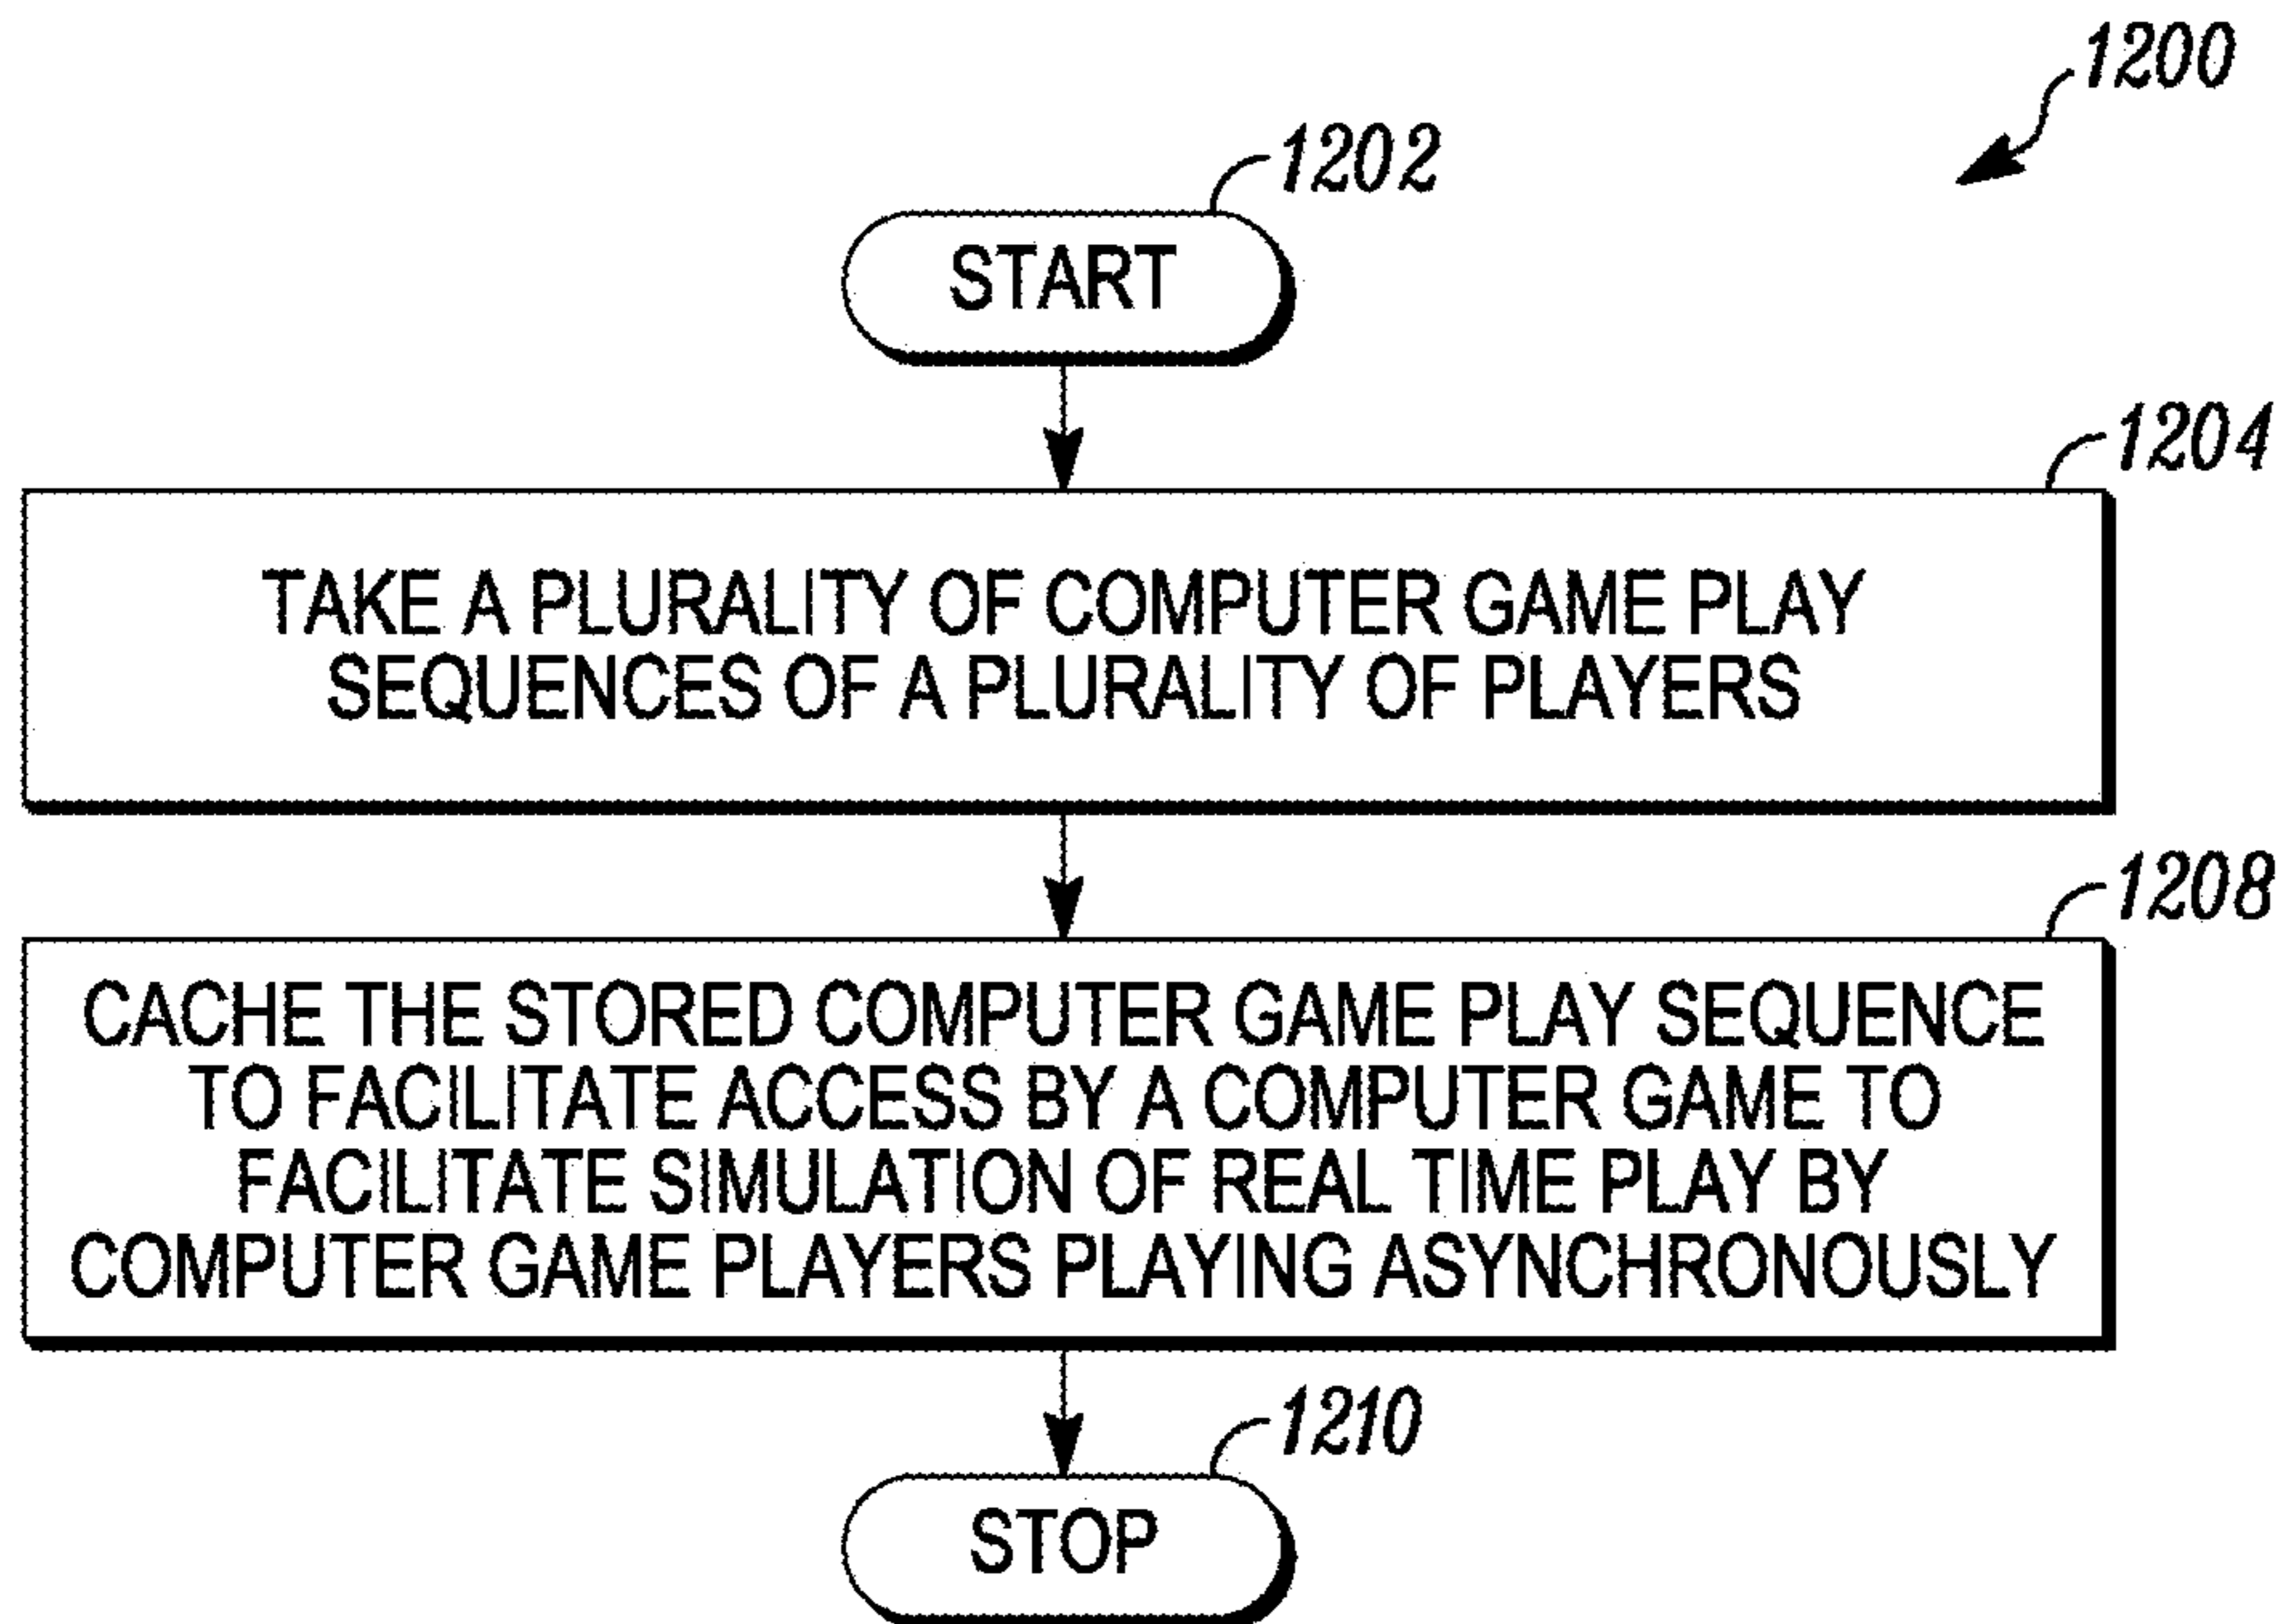 1200
1202
START
1204
TAKE A PLURALITY OF COMPUTER GAME PLAY
SEQUENCES OF A PLURALITY OF PLAYERS
1208
CACHE THE STORED COMPUTER GAME PLAY SEQUENCE
TO FACILITATE ACCESS BY A COMPUTER GAME TO
FACILITATE SIMULATION OF REAL TIME PLAY BY
COMPUTER GAME PLAYERS PLAYING ASYNCHRONOUSLY
1210
STOP